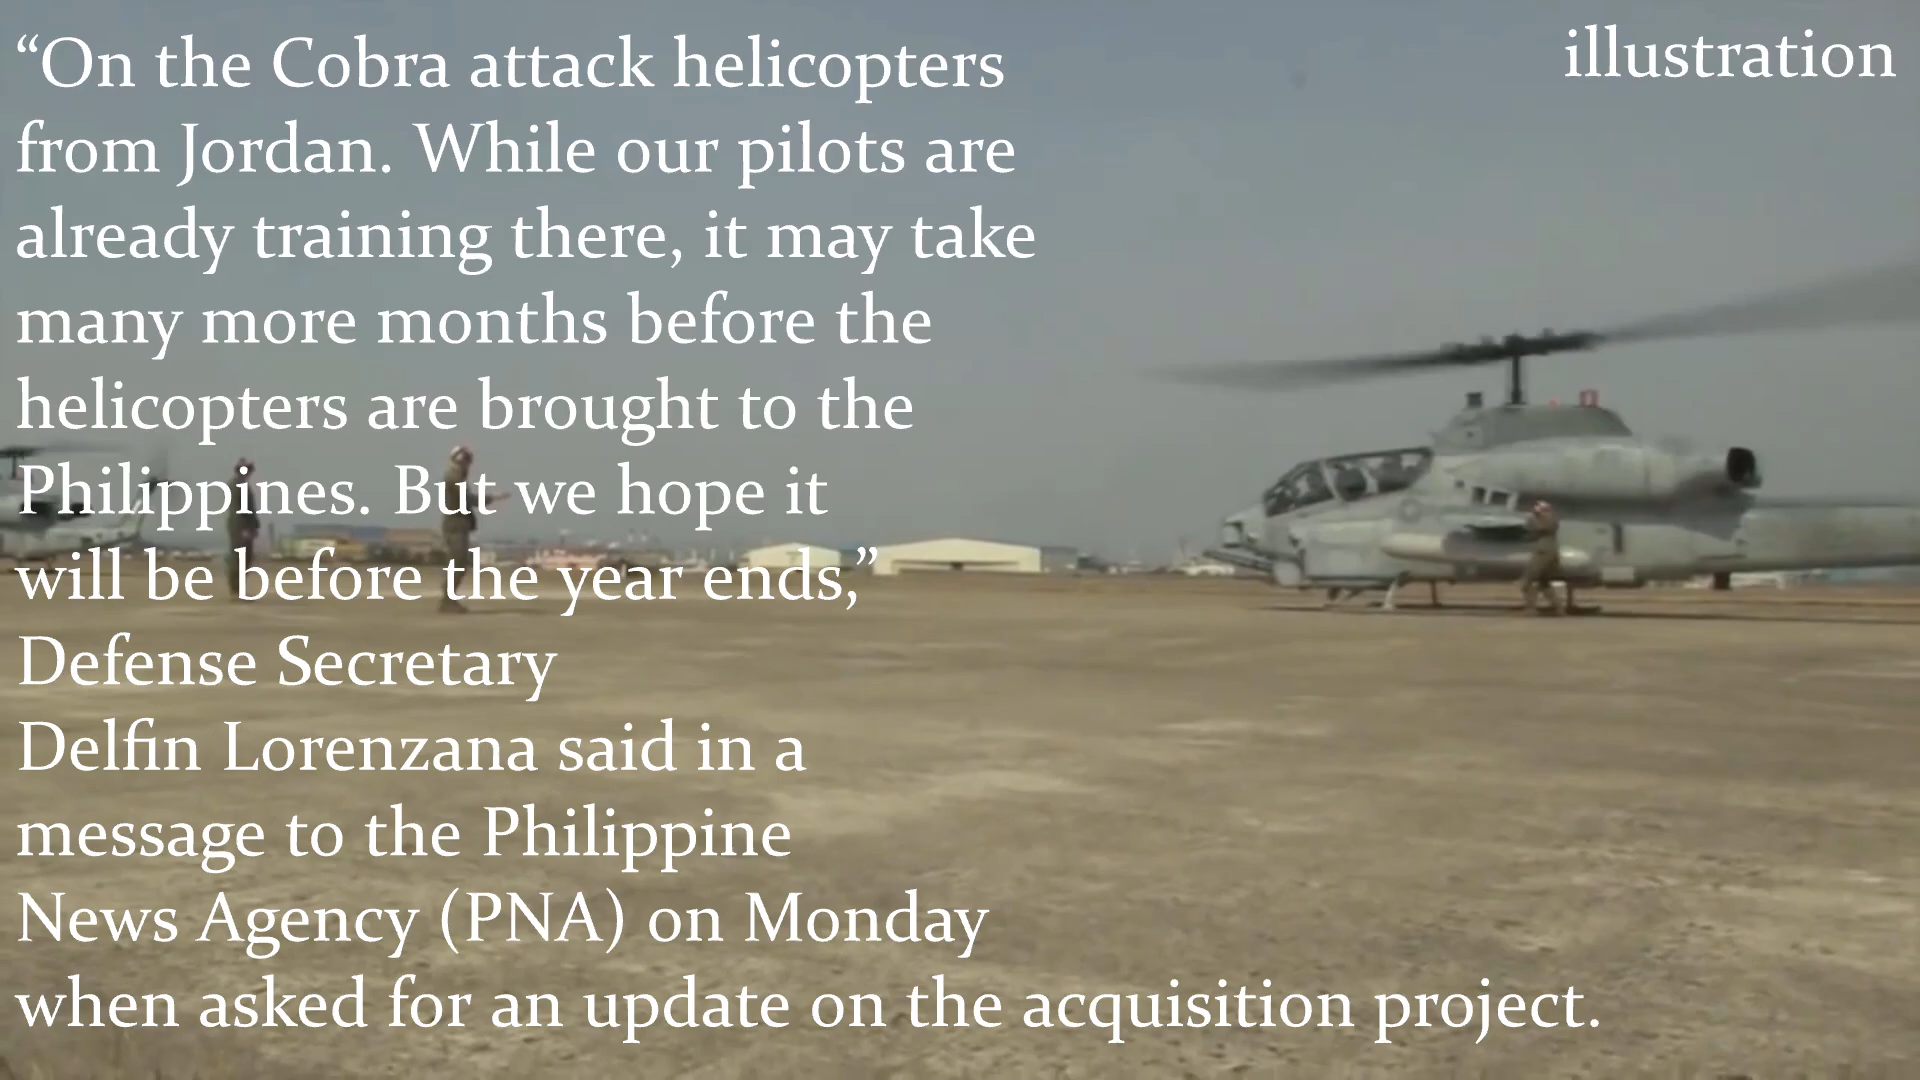 illustration
“On the Cobra attack helicopters
from Jordan. While our pilots are
already training there, it may take
many more months before the
helicopters are brought to the
Philippines. But we hope it
will be before the year ends,”
Defense Secretary
Delfin Lorenzana said in a
message to the Philippine
News Agency (PNA) on Monday
when asked for an update on the acquisition project.